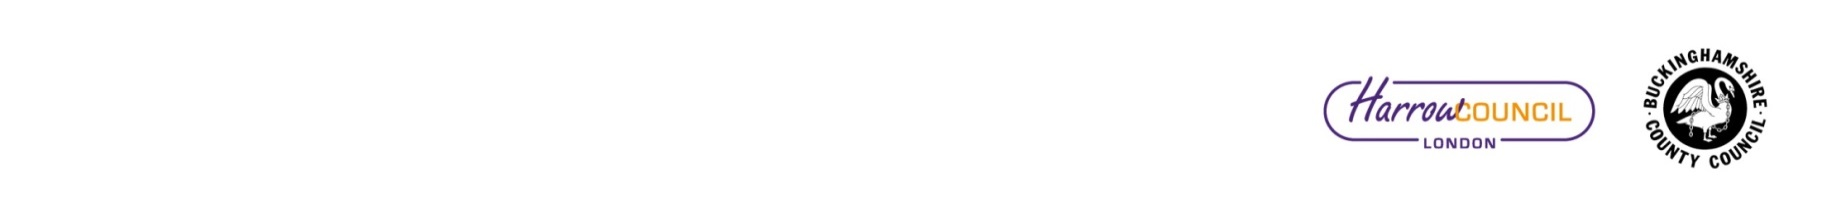 HarrowCOUNCIL
LONDON
BUCKINGHAMSHIRE
· COUNTY COUNCIL ·